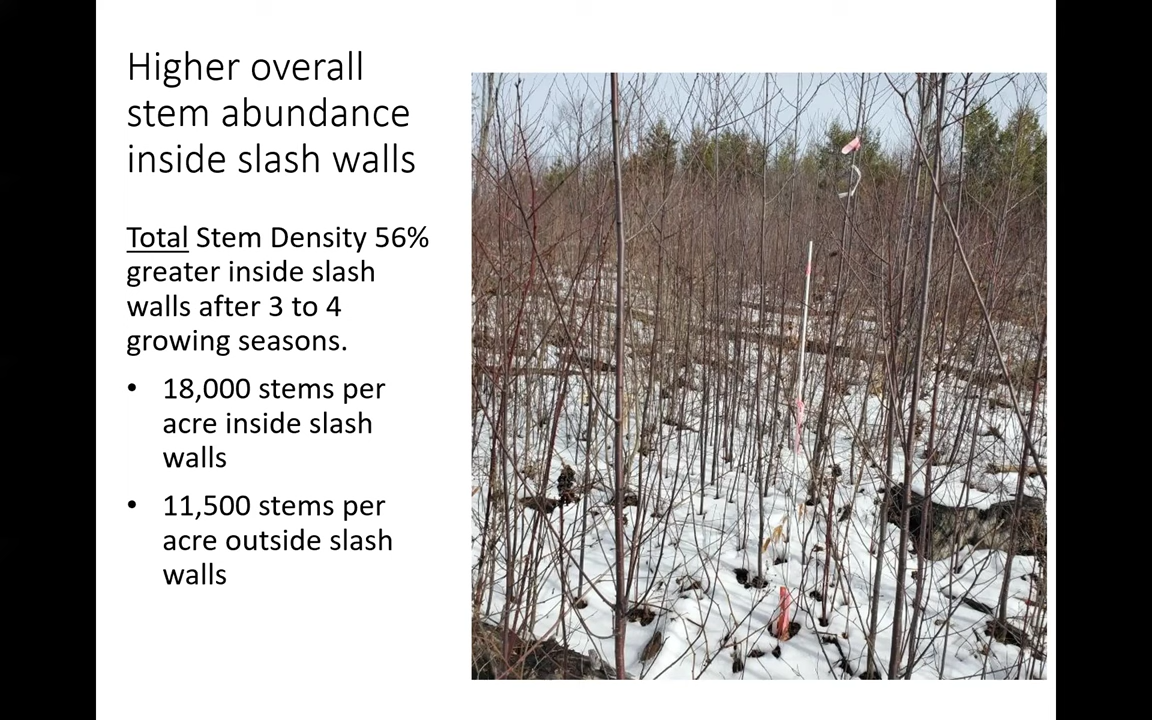 Higher overall
stem abundance
inside slash walls
Total Stem Density 56%
greater inside slash
walls after 3 to 4
growing seasons.
• 18,000 stems per
acre inside slash
walls
• 11,500 stems per
acre outside slash
walls